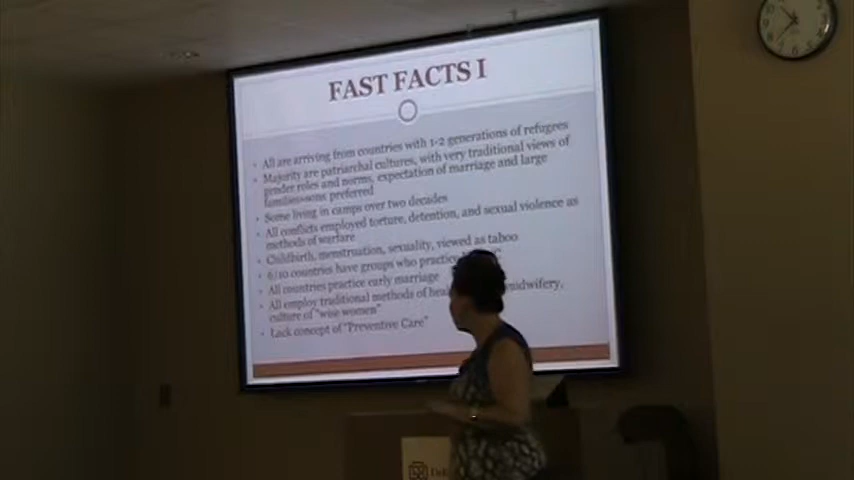 FAST FACTS I
• All are arriving from countries with 1-2 generations of refugees
• Majority are patriarchal cultures, with very traditional views of
gender roles and norms, expectation of marriage and large
families-sons preferred
• Some living in camps over two decades
• All conflicts employed torture, detention, and sexual violence as
methods of warfare
• Childbirth, menstruation, sexuality, viewed as taboo
• 6/10 countries have groups who practice
• All countries practice early marriage
• All employ traditional methods of midwifery,
culture of "wise women"
• Lack concept of "Preventive Care"